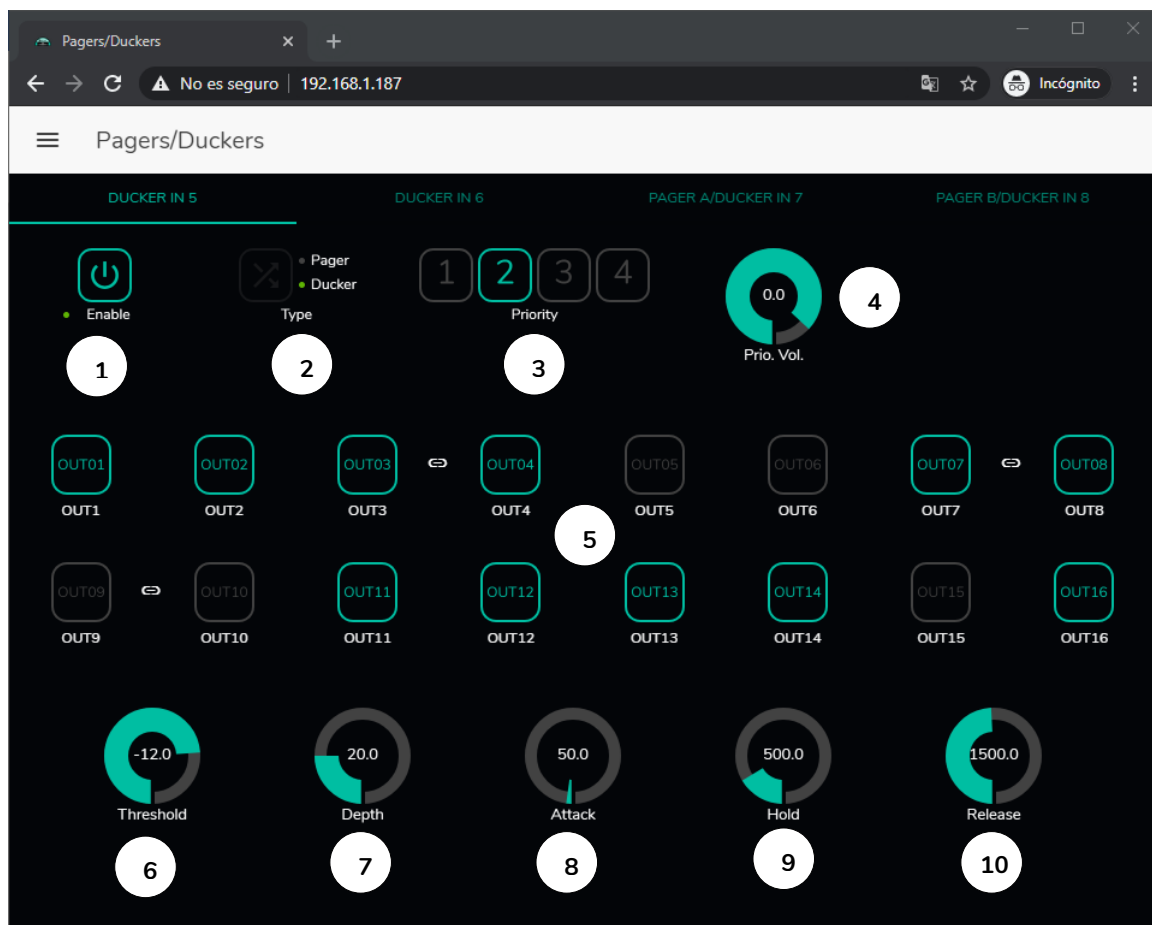 Pagers/Duckers
No es seguro 192.168.1.187 Incógnito
Pagers/Duckers
DUCKER IN 5 DUCKER IN 6 PAGER A/DUCKER IN 7 PAGER B/DUCKER IN 8
Pager
Ducker
1 2 3 4
0.0
Enable Type Priority
Prio. Vol.
4
1 2 3
OUT01 OUT02 OUT03 OUT04 OUT05 OUT06 OUT07 OUT08
OUT1 OUT2 OUT3 OUT4 OUT5 OUT6 OUT7 OUT8
5
OUT09 OUT10 OUT11 OUT12 OUT13 OUT14 OUT15 OUT16
OUT9 OUT10 OUT11 OUT12 OUT13 OUT14 OUT15 OUT16
-12.0 20.0 50.0 500.0 1500.0
Threshold Depth Attack Hold Release
6 7 8 9 10